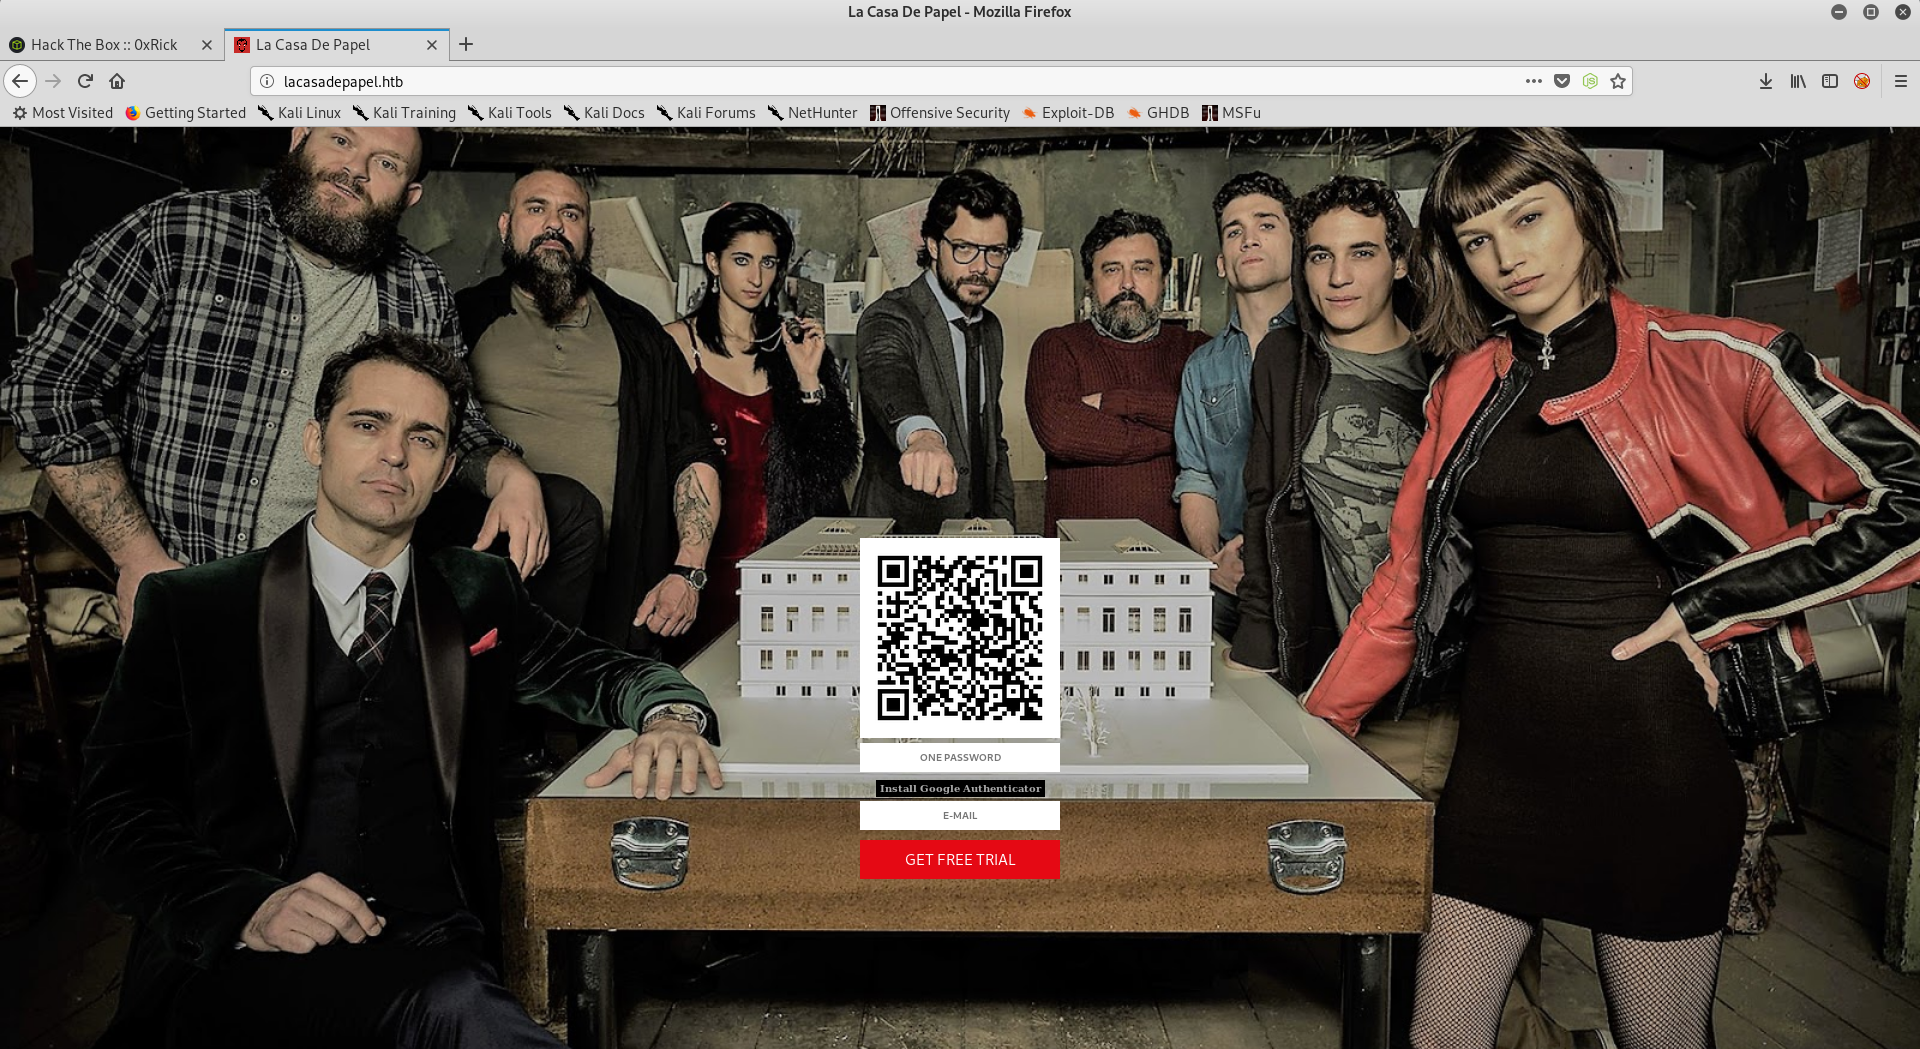 La Casa De Papel - Mozilla Firefox
Hack The Box :: 0xRick
La Casa De Papel
lacasadepapel.htb
Most Visited Getting Started Kali Linux Kali Training Kali Tools Kali Docs Kali Forums NetHunter Offensive Security Exploit-DB GHDB MSFu
ONE PASSWORD
Install Google Authenticator
E-MAIL
GET FREE TRIAL